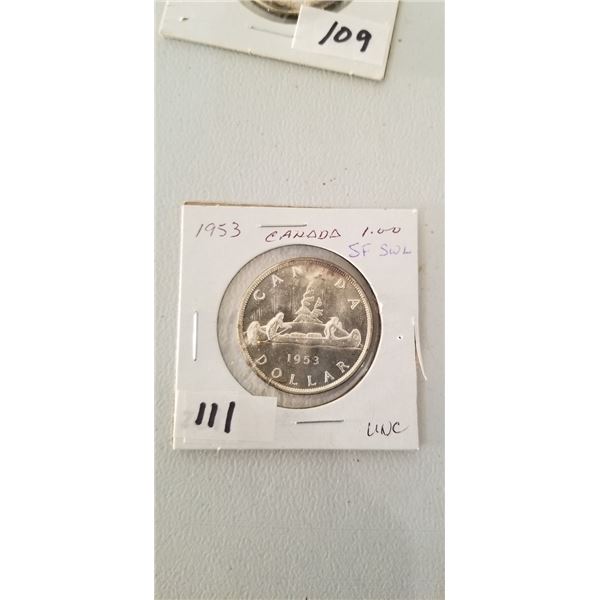 109
1953 CANADA 1.00
SF SWL
CANADA
1953
DOLLAR
111
UNC